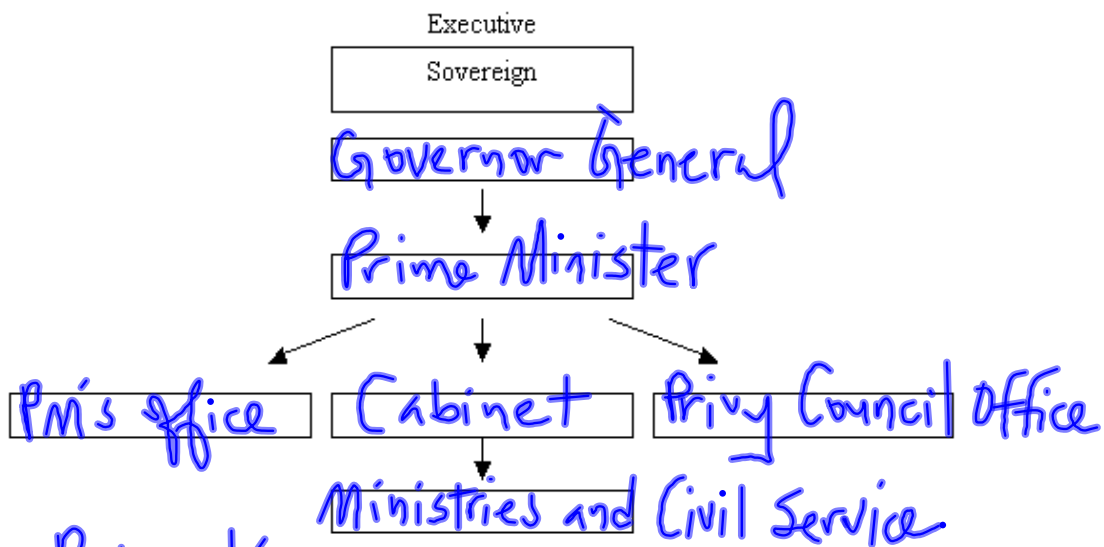 Executive
Sovereign
Governor General
Prime Minister
PM's office
Cabinet
Privy Council Office
Ministries and Civil Service.